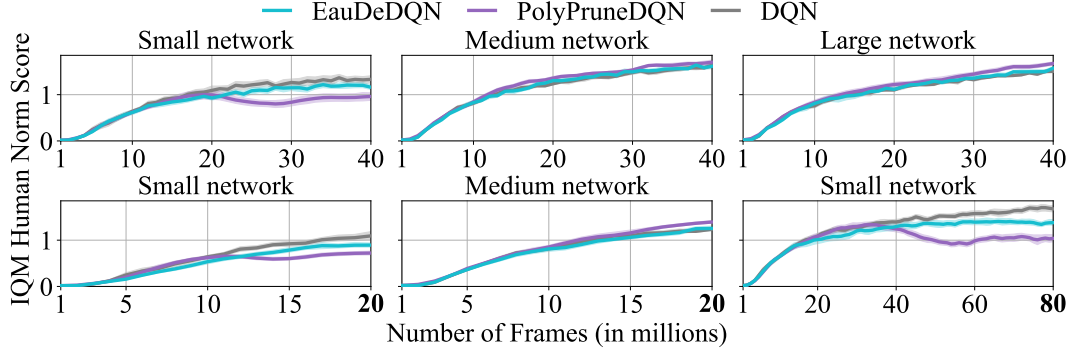 EauDeDQN PolyPruneDQN DQN
Small network Medium network Large network
IQM Human Norm Score
1
0
1 10 20 30 40 1 10 20 30 40 1 10 20 30 40
Small network Medium network Small network
1
0
1 5 10 15 20 1 5 10 15 20 1 20 40 60 80
Number of Frames (in millions)